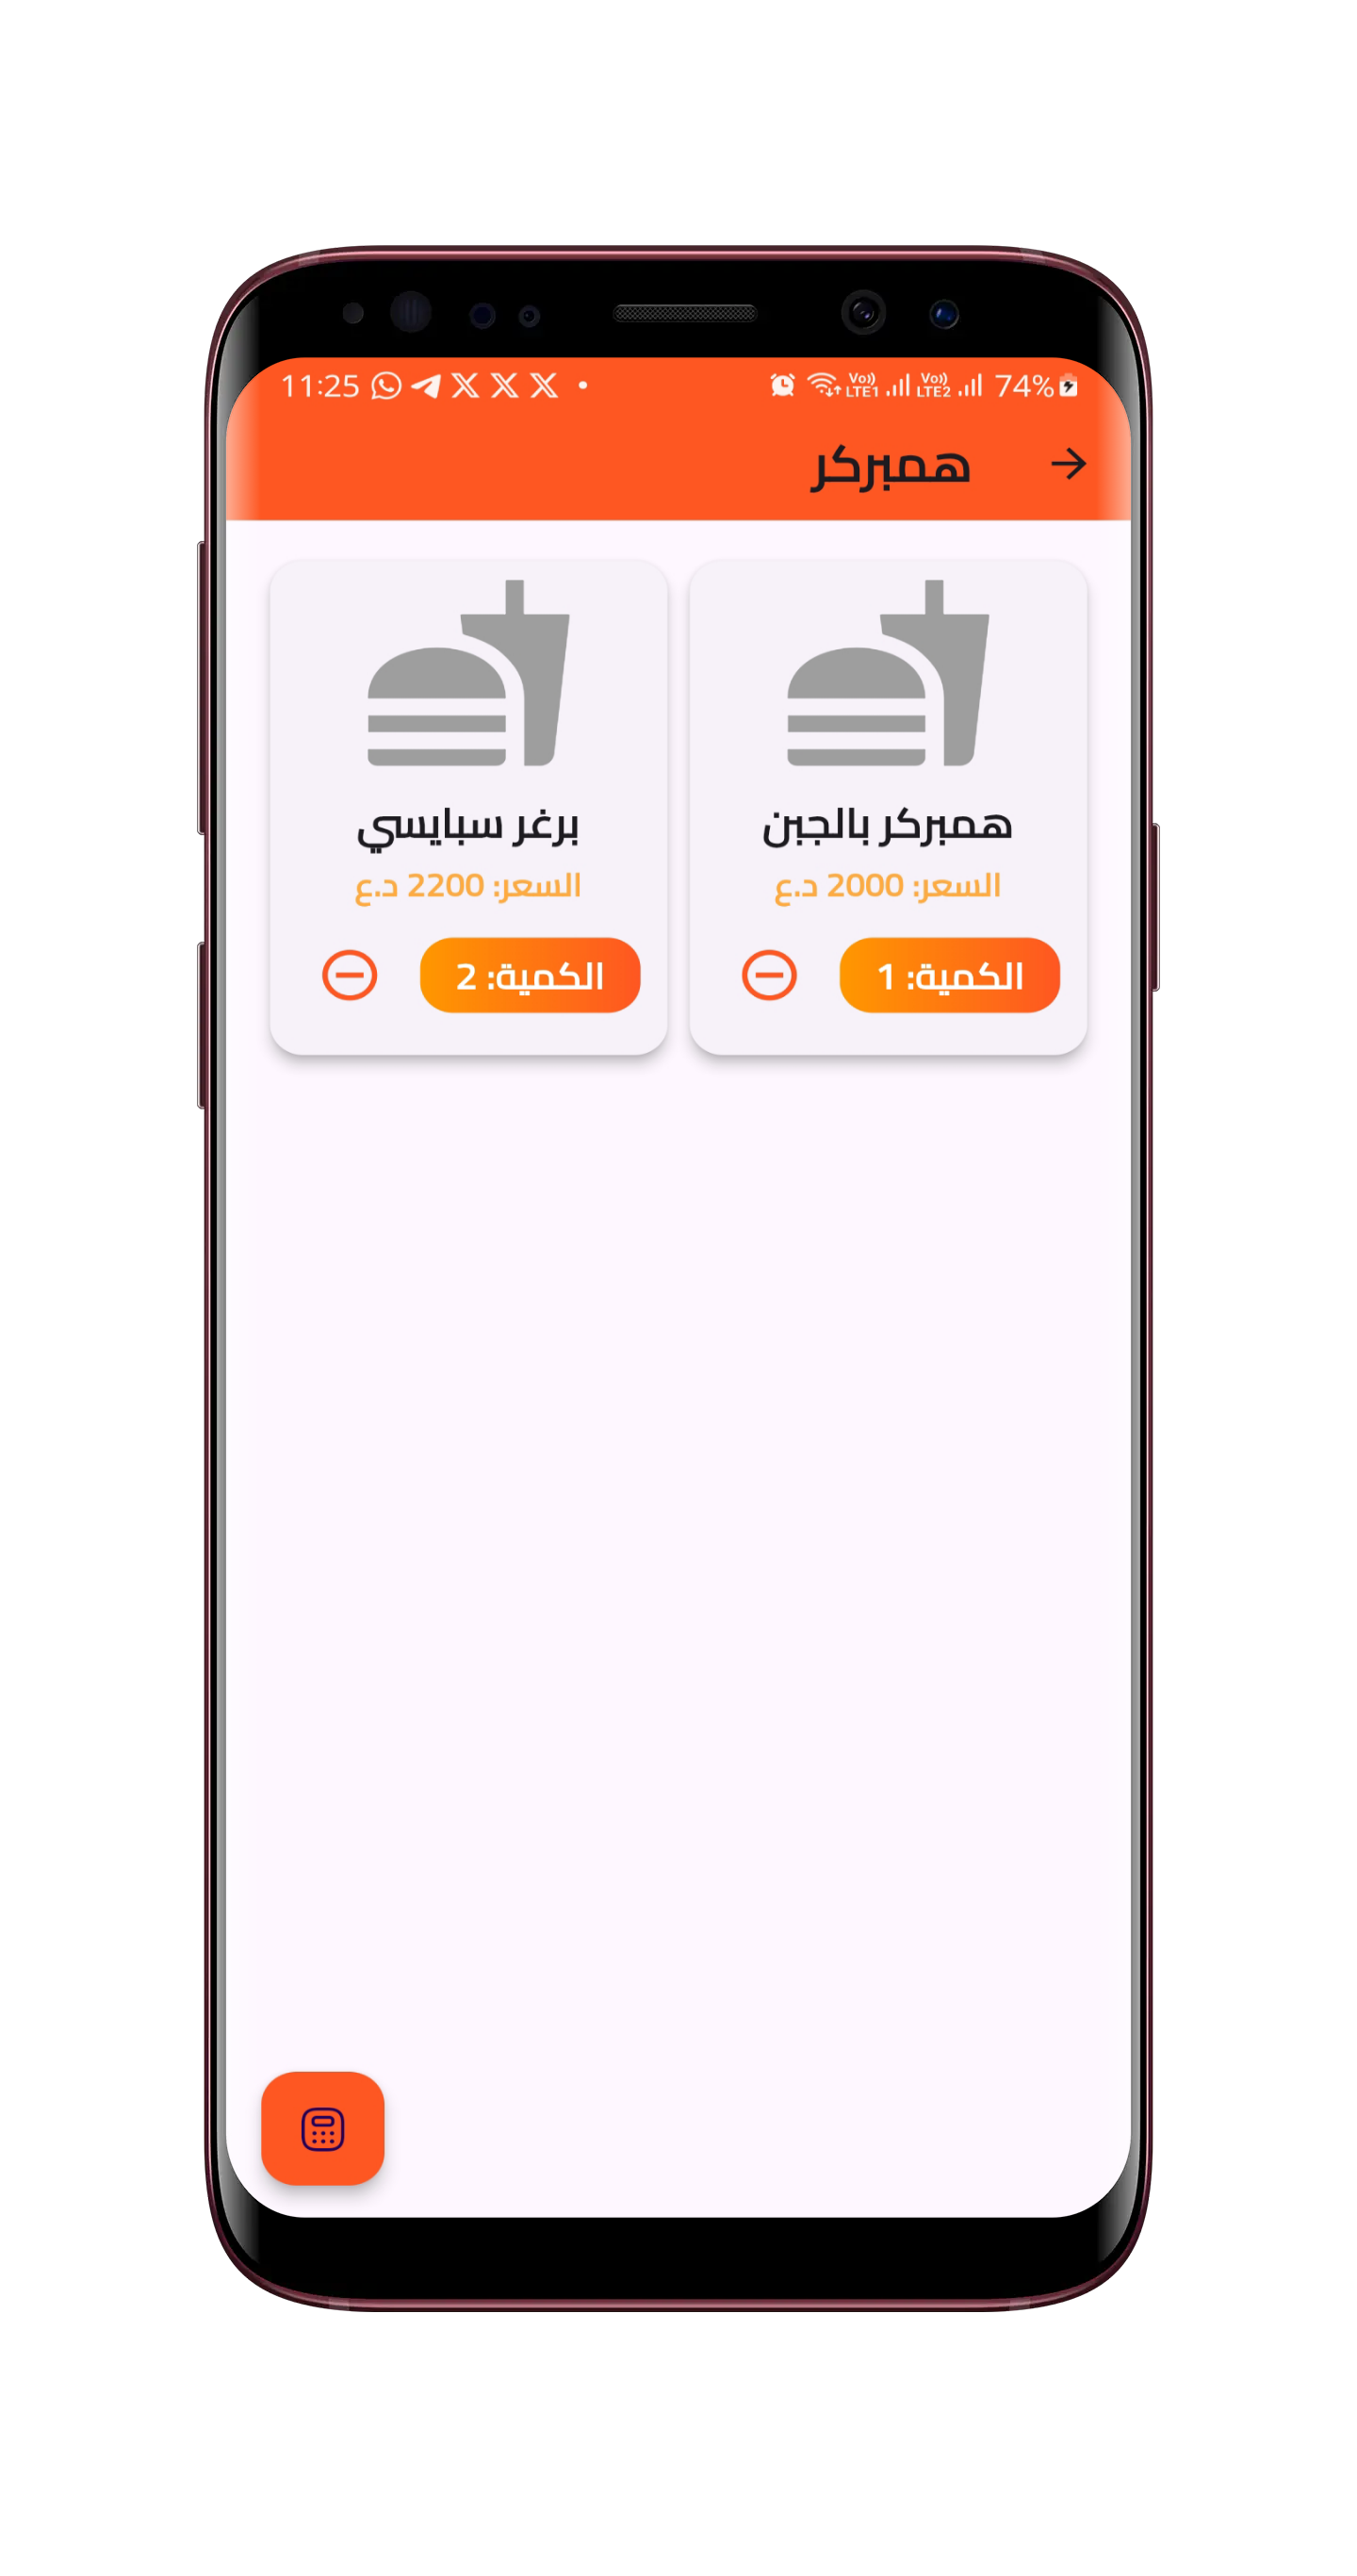 11:25 Vo)) LTE1 Vo)) LTE2 74%
همبركر
همبركر بالجبن
السعر: 2000 د.ع
الكمية: 1
برغر سبايسي
السعر: 2200 د.ع
الكمية: 2